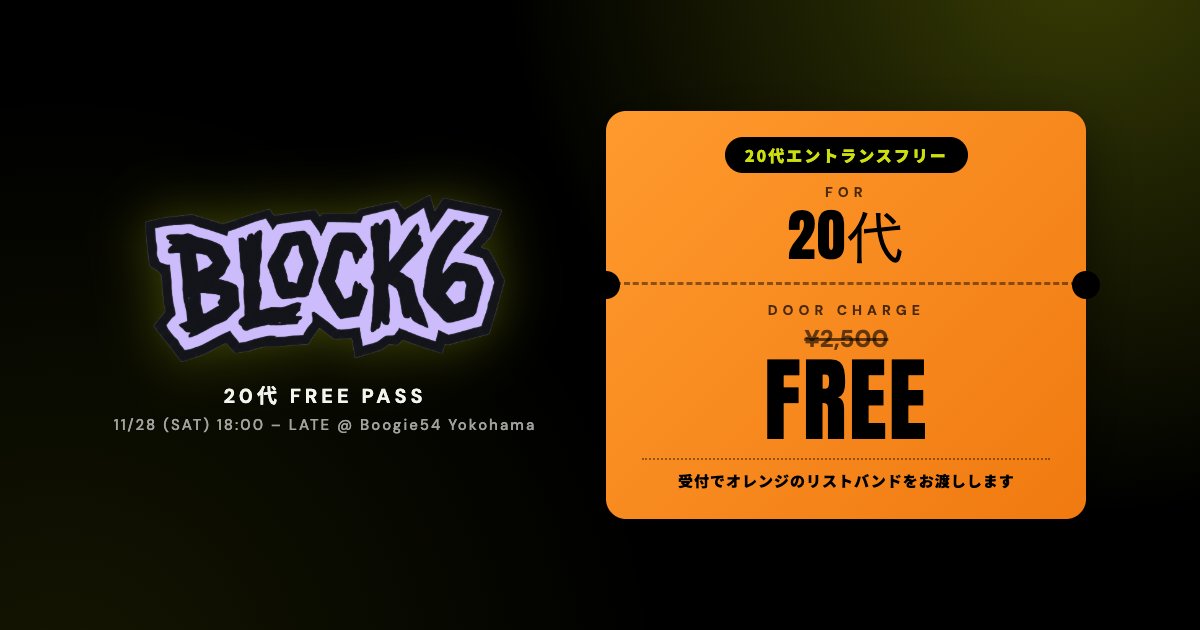 BLOCK6
20代 FREE PASS
11/28 (SAT) 18:00 – LATE @ Boogie54 Yokohama
20代エントランスフリー
FOR
20代
DOOR CHARGE
¥2,500
FREE
受付でオレンジのリストバンドをお渡しします